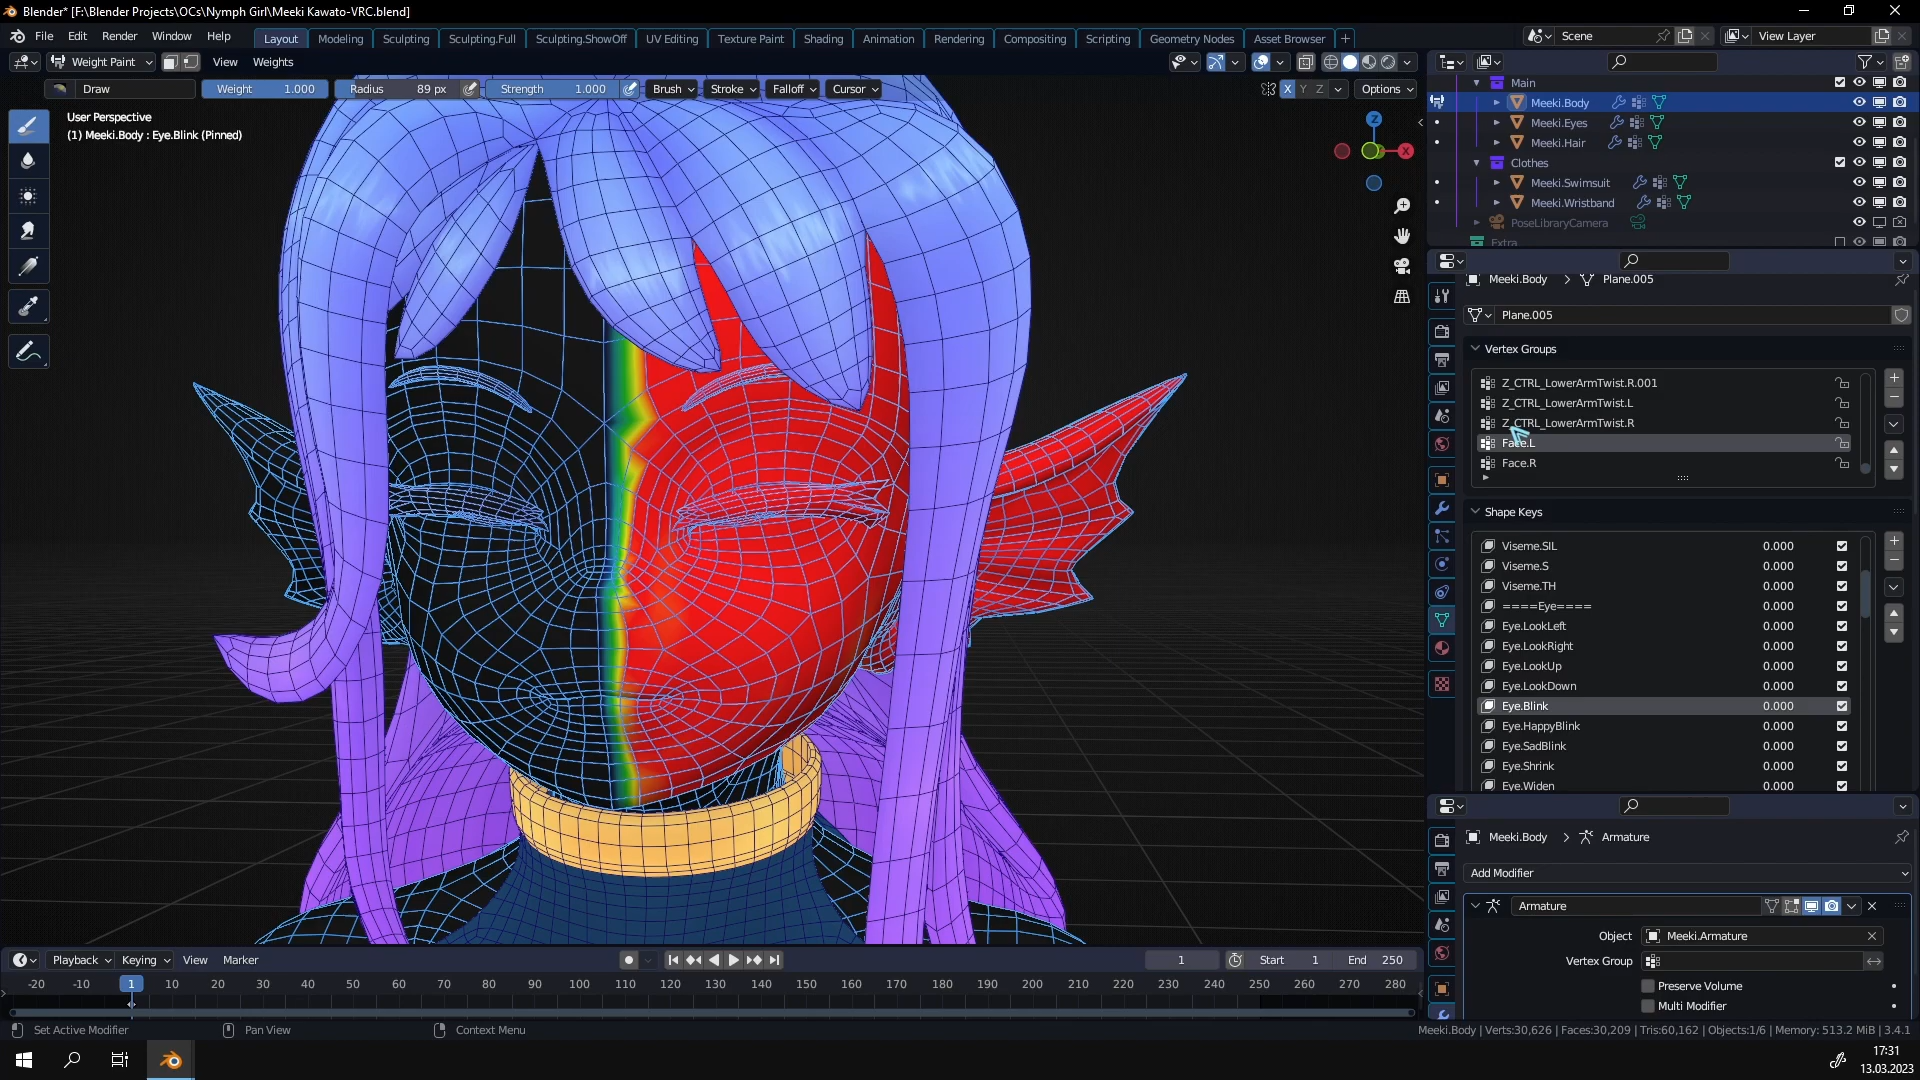 Blender* [F:\Blender Projects\OCs\Nymph Girl\Meeki Kawato-VRC.blend]
File Edit Render Window Help Layout Modeling Sculpting Sculpting.Full Sculpting.ShowOff UV Editing Texture Paint Shading Animation Rendering Compositing Scripting Geometry Nodes Asset Browser + Scene View Layer
Weight Paint View Weights
Draw Weight 1.000 Radius 89 px Strength 1.000 Brush Stroke Falloff Cursor X Y Z Options
User Perspective
(1) Meeki.Body : Eye.Blink (Pinned)
Z
X
Main
Meeki.Body
Meeki.Eyes
Meeki.Hair
Clothes
Meeki.Swimsuit
Meeki.Wristband
PoseLibraryCamera
Extra
Meeki.Body > Plane.005
Plane.005
Vertex Groups
Z_CTRL_LowerArmTwist.R.001
Z_CTRL_LowerArmTwist.L
Z_CTRL_LowerArmTwist.R
Face.L
Face.R
Shape Keys
Viseme.SIL 0.000
Viseme.S 0.000
Viseme.TH 0.000
====Eye==== 0.000
Eye.LookLeft 0.000
Eye.LookRight 0.000
Eye.LookUp 0.000
Eye.LookDown 0.000
Eye.Blink 0.000
Eye.HappyBlink 0.000
Eye.SadBlink 0.000
Eye.Shrink 0.000
Eye.Widen 0.000
Meeki.Body > Armature
Add Modifier
Armature
Object Meeki.Armature
Vertex Group
Preserve Volume
Multi Modifier
Playback Keying View Marker 1 Start 1 End 250
-20 -10 1 10 20 30 40 50 60 70 80 90 100 110 120 130 140 150 160 170 180 190 200 210 220 230 240 250 260 270 280
Set Active Modifier Pan View Context Menu Meeki.Body | Verts:30,626 | Faces:30,209 | Tris:60,162 | Objects:1/6 | Memory: 513.2 MiB | 3.4.1
17:31
13.03.2023